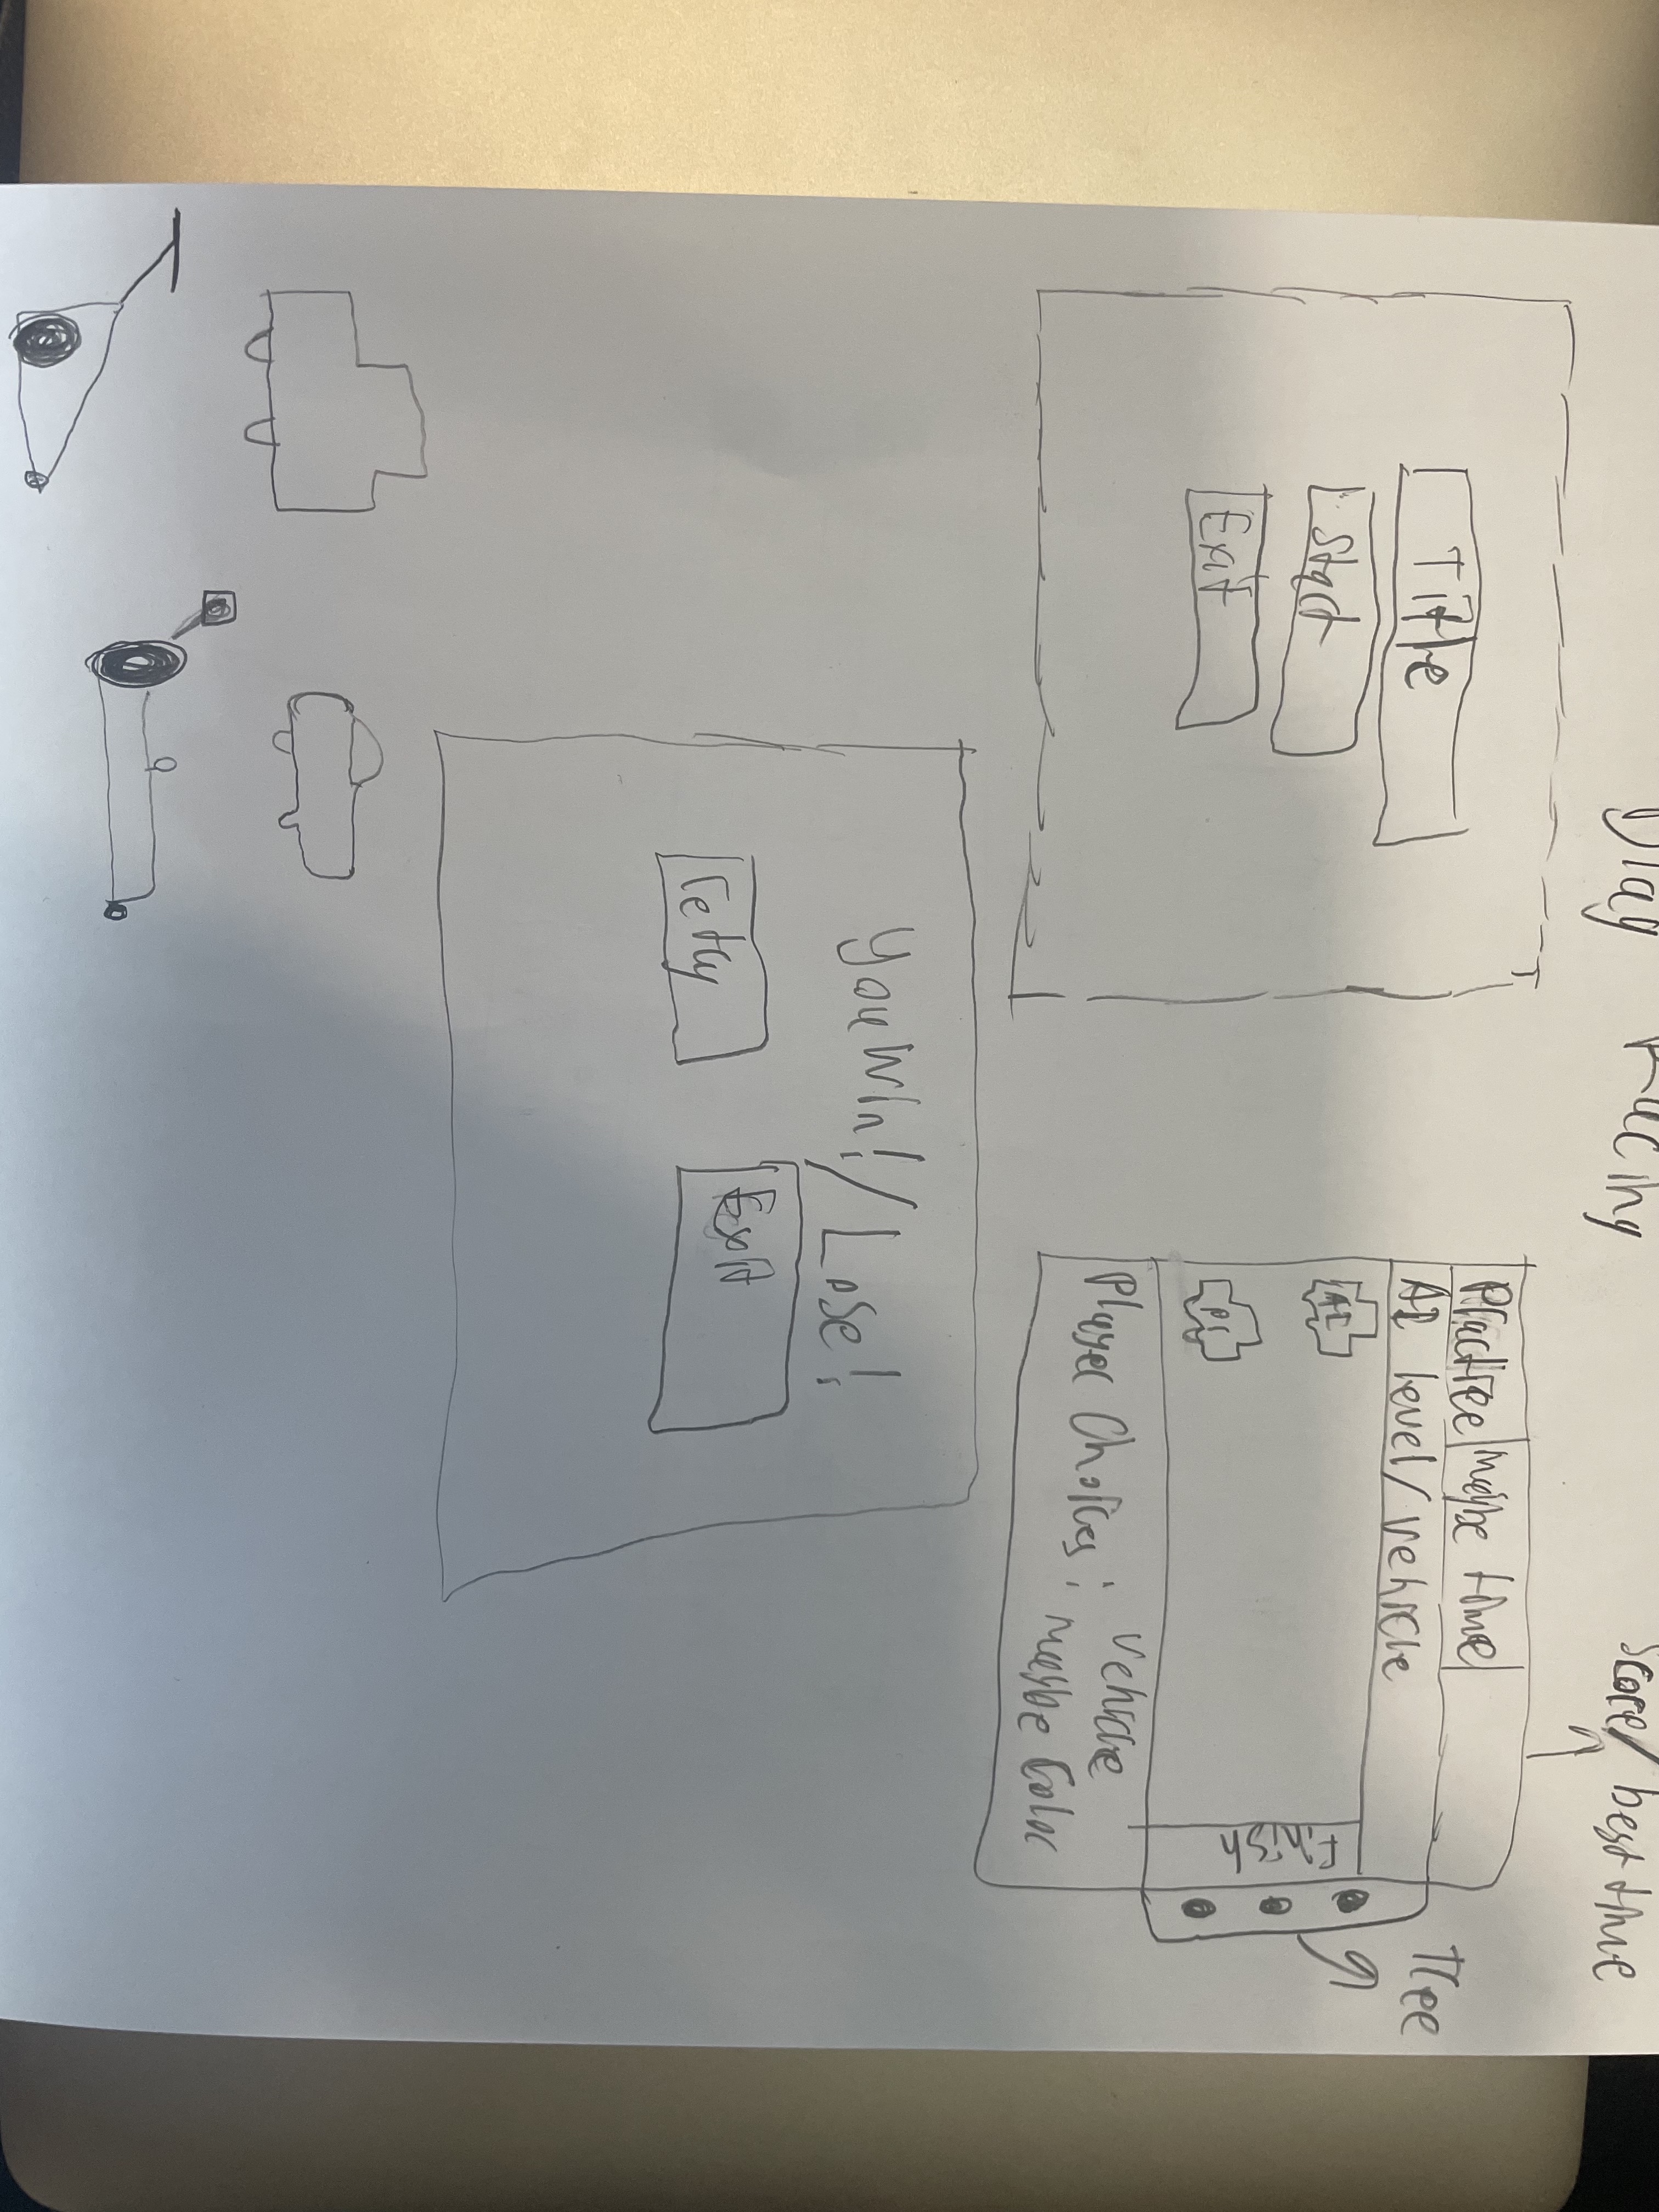 Drag Racing
Score/best time
Title
Start
Exit
Practice maybe time
AI level/vehicle
AI
P1
Finish
Tree
Player Choices: vehicle
maybe Color
You Win!/Lose!
retry
Exit